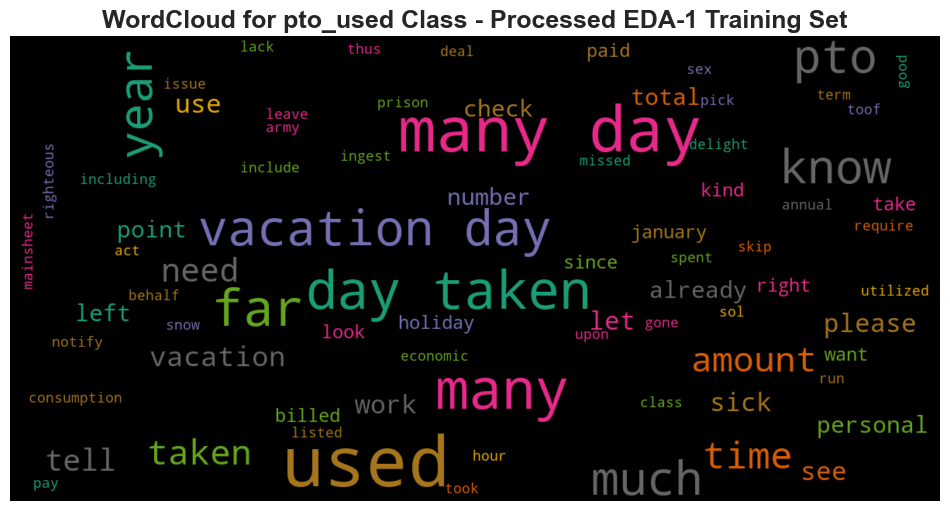 WordCloud for pto_used Class - Processed EDA-1 Training Set
lack thus deal paid pto
year issue use prison check total pick sex term good toof
leave army many day
righteous including include ingest missed delight know
mainsheet point act number kind annual take require
vacation day january skip
need since spent already right utilized
behalf far day taken
left snow look holiday let upon gone sol please
notify vacation economic amount want run
consumption many class
billed work sick personal
listed
tell taken used hour time see
pay took much